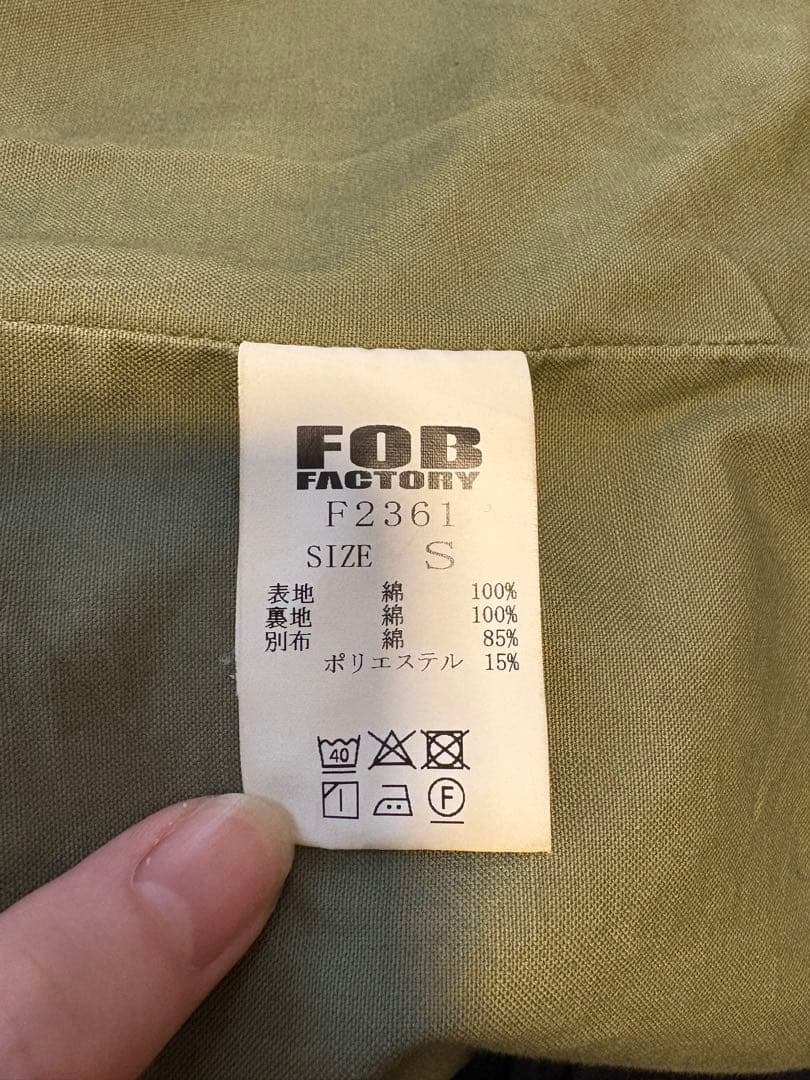 FOB
FACTORY
F2361
SIZE S
表地 綿 100%
裏地 綿 100%
別布 綿 85%
ポリエステル 15%
40
F